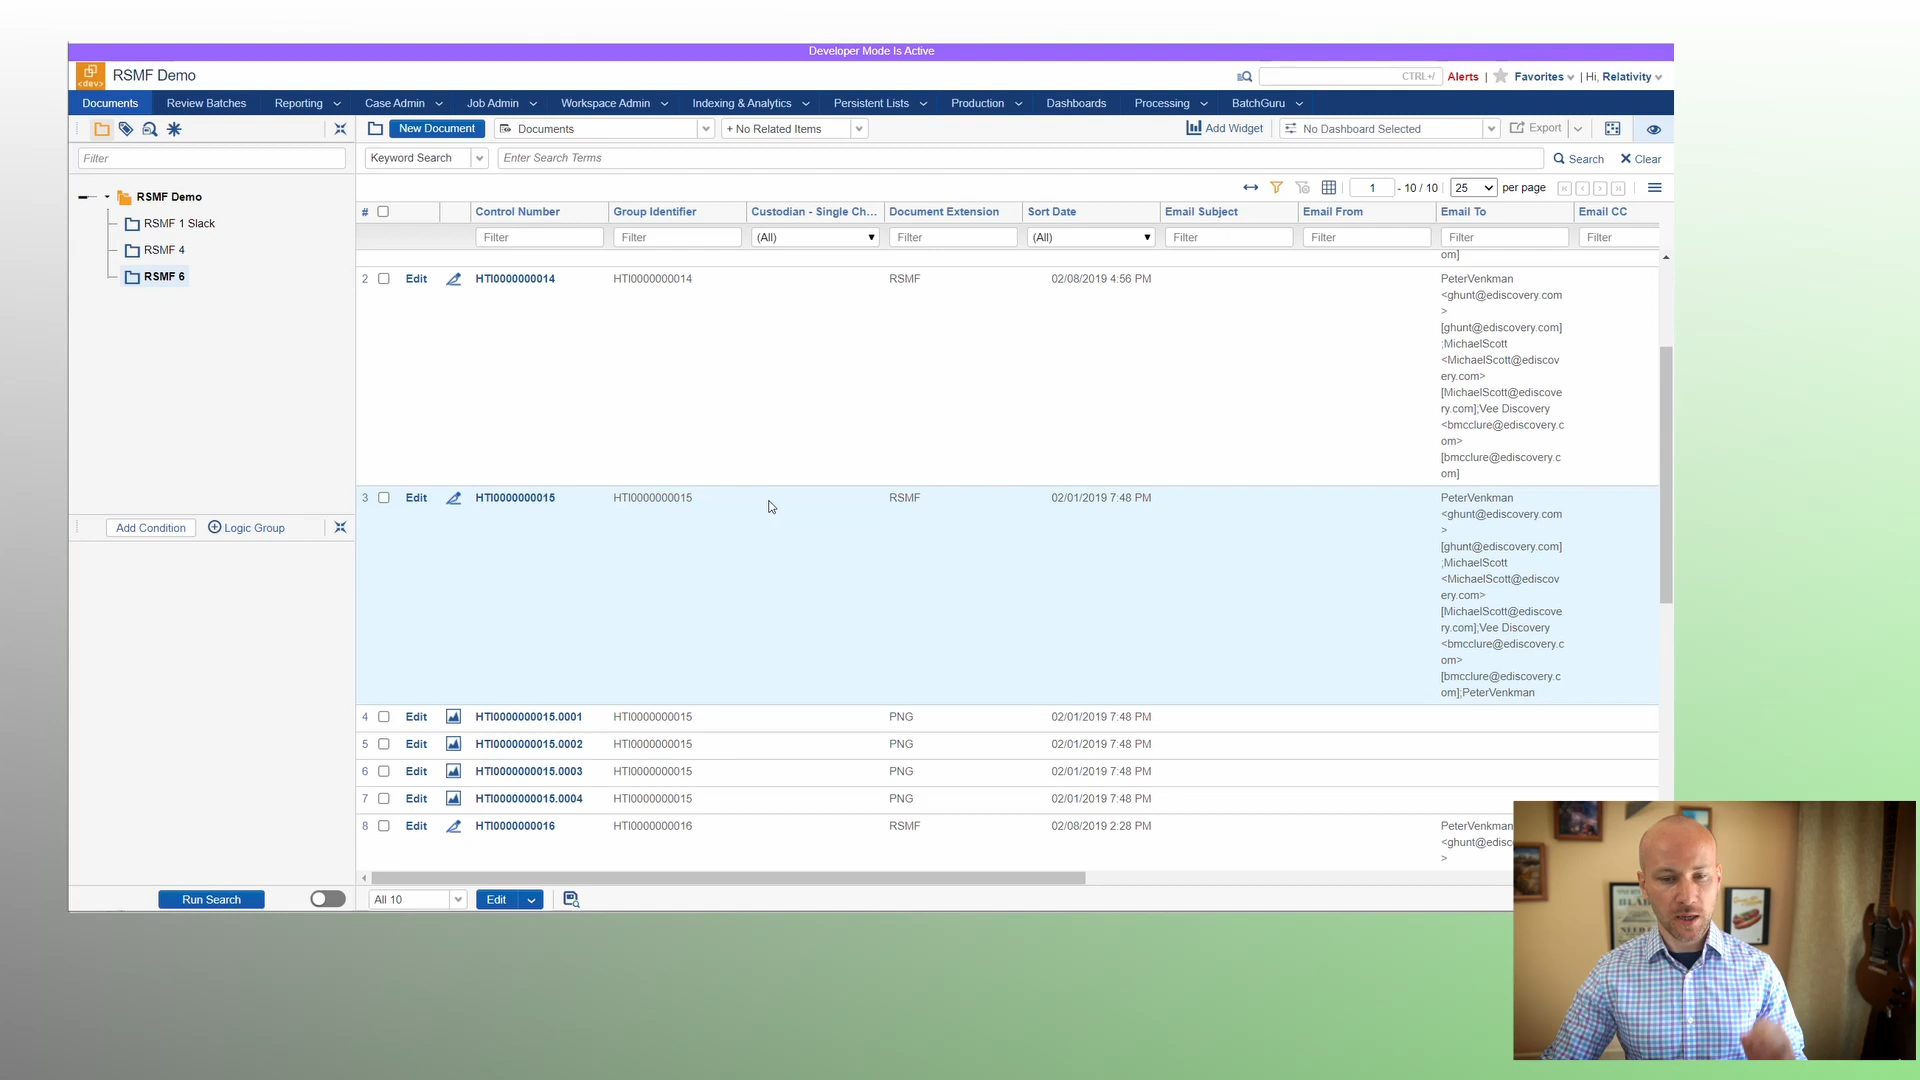 Developer Mode Is Active
<dev>
RSMF Demo
CTRL+/
Alerts | Favorites | Hi, Relativity
Documents Review Batches Reporting Case Admin Job Admin Workspace Admin Indexing & Analytics Persistent Lists Production Dashboards Processing BatchGuru
New Document Documents + No Related Items Add Widget No Dashboard Selected Export
Filter
Keyword Search Enter Search Terms Search Clear
1 - 10 / 10 25 per page
RSMF Demo
RSMF 1 Slack
RSMF 4
RSMF 6
Add Condition Logic Group
Run Search
# Control Number Group Identifier Custodian - Single Ch... Document Extension Sort Date Email Subject Email From Email To Email CC
Filter Filter (All) Filter (All) Filter Filter Filter Filter
om]
2 Edit HTI0000000014 HTI0000000014 RSMF 02/08/2019 4:56 PM PeterVenkman
<ghunt@ediscovery.com
>
[ghunt@ediscovery.com]
;MichaelScott
<MichaelScott@ediscov
ery.com>
[MichaelScott@ediscove
ry.com];Vee Discovery
<bmcclure@ediscovery.c
om>
[bmcclure@ediscovery.c
om]
3 Edit HTI0000000015 HTI0000000015 RSMF 02/01/2019 7:48 PM PeterVenkman
<ghunt@ediscovery.com
>
[ghunt@ediscovery.com]
;MichaelScott
<MichaelScott@ediscov
ery.com>
[MichaelScott@ediscove
ry.com];Vee Discovery
<bmcclure@ediscovery.c
om>
[bmcclure@ediscovery.c
om];PeterVenkman
4 Edit HTI0000000015.0001 HTI0000000015 PNG 02/01/2019 7:48 PM
5 Edit HTI0000000015.0002 HTI0000000015 PNG 02/01/2019 7:48 PM
6 Edit HTI0000000015.0003 HTI0000000015 PNG 02/01/2019 7:48 PM
7 Edit HTI0000000015.0004 HTI0000000015 PNG 02/01/2019 7:48 PM
8 Edit HTI0000000016 HTI0000000016 RSMF 02/08/2019 2:28 PM PeterVenkman
<ghunt@edisc
>
All 10 Edit